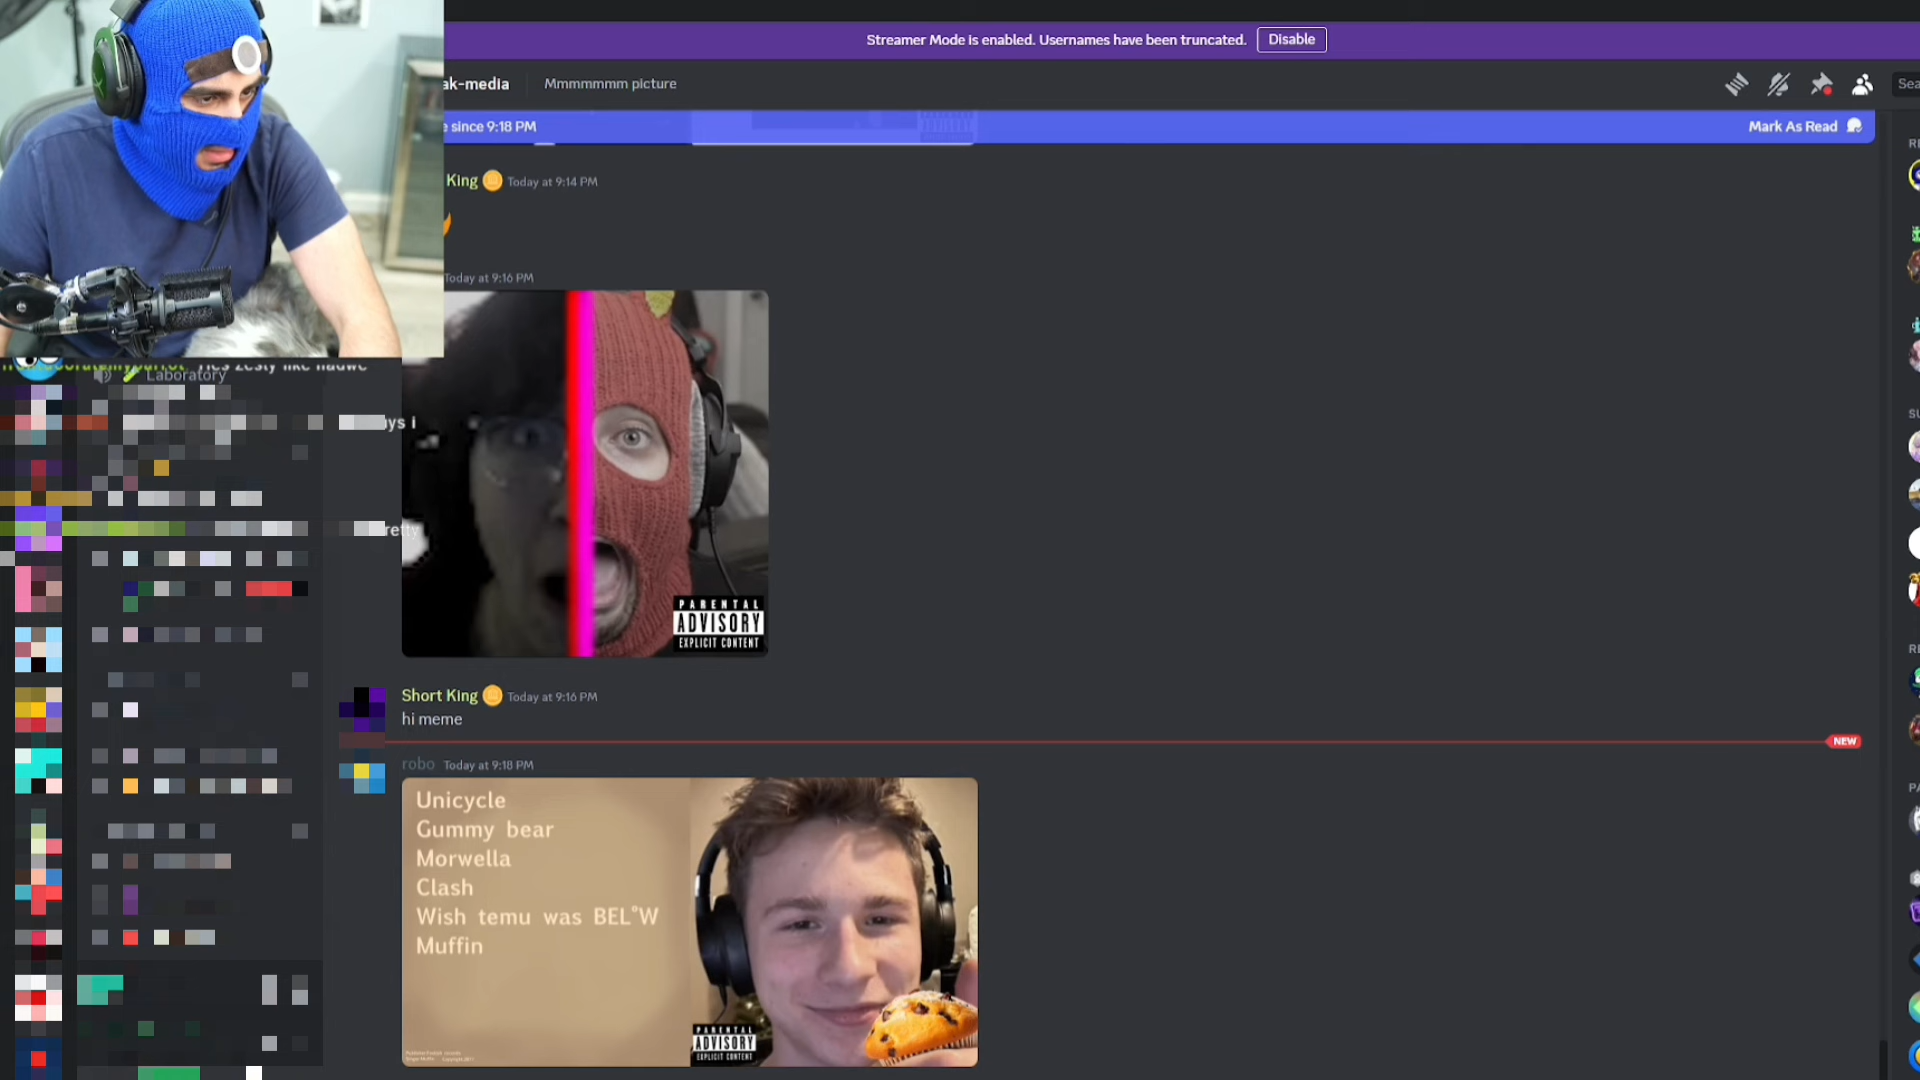 Streamer Mode is enabled. Usernames have been truncated.
Disable
ak-media
Mmmmmmm picture
Sea
e since 9:18 PM
Mark As Read
King
Today at 9:14 PM
Today at 9:16 PM
Laboratory
ys i
retty
PARENTAL
ADVISORY
EXPLICIT CONTENT
Short King
Today at 9:16 PM
hi meme
NEW
robo
Today at 9:18 PM
Unicycle
Gummy bear
Morwella
Clash
Wish temu was BEL°W
Muffin
PARENTAL
ADVISORY
EXPLICIT CONTENT